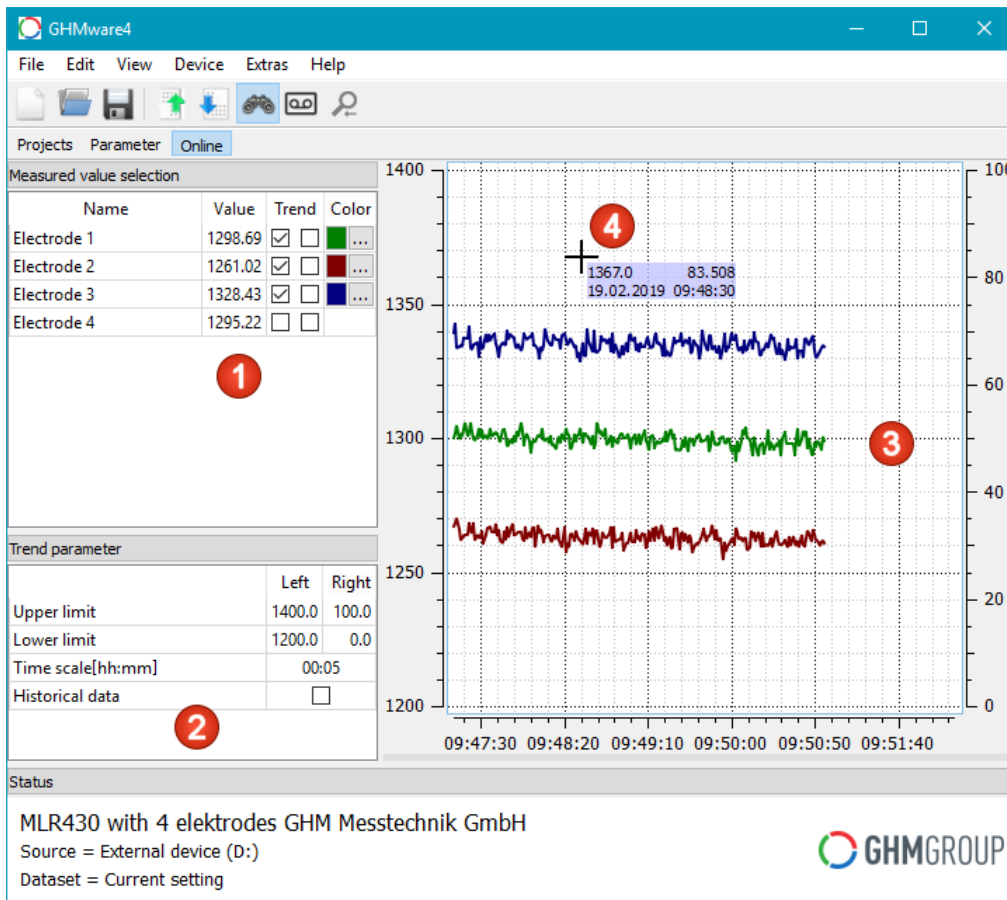 GHMware4
File Edit View Device Extras Help
Projects Parameter Online
Measured value selection
Name Value Trend Color
Electrode 1 1298.69 ...
Electrode 2 1261.02 ...
Electrode 3 1328.43 ...
Electrode 4 1295.22
1
Trend parameter
Left Right
Upper limit 1400.0 100.0
Lower limit 1200.0 0.0
Time scale[hh:mm] 00:05
Historical data
2
1400
1350
1300
1250
1200
4
1367.0 83.508
19.02.2019 09:48:30
3
100
80
60
40
20
0
09:47:30 09:48:20 09:49:10 09:50:00 09:50:50 09:51:40
Status
MLR430 with 4 elektrodes GHM Messtechnik GmbH
Source = External device (D:)
Dataset = Current setting
GHMGROUP